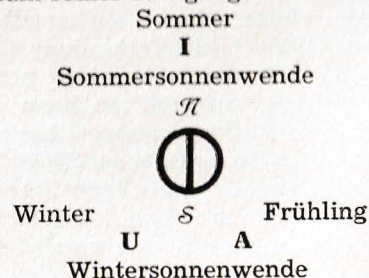 Sommer
I
Sommersonnenwende
N
Winter S Frühling
U A
Wintersonnenwende